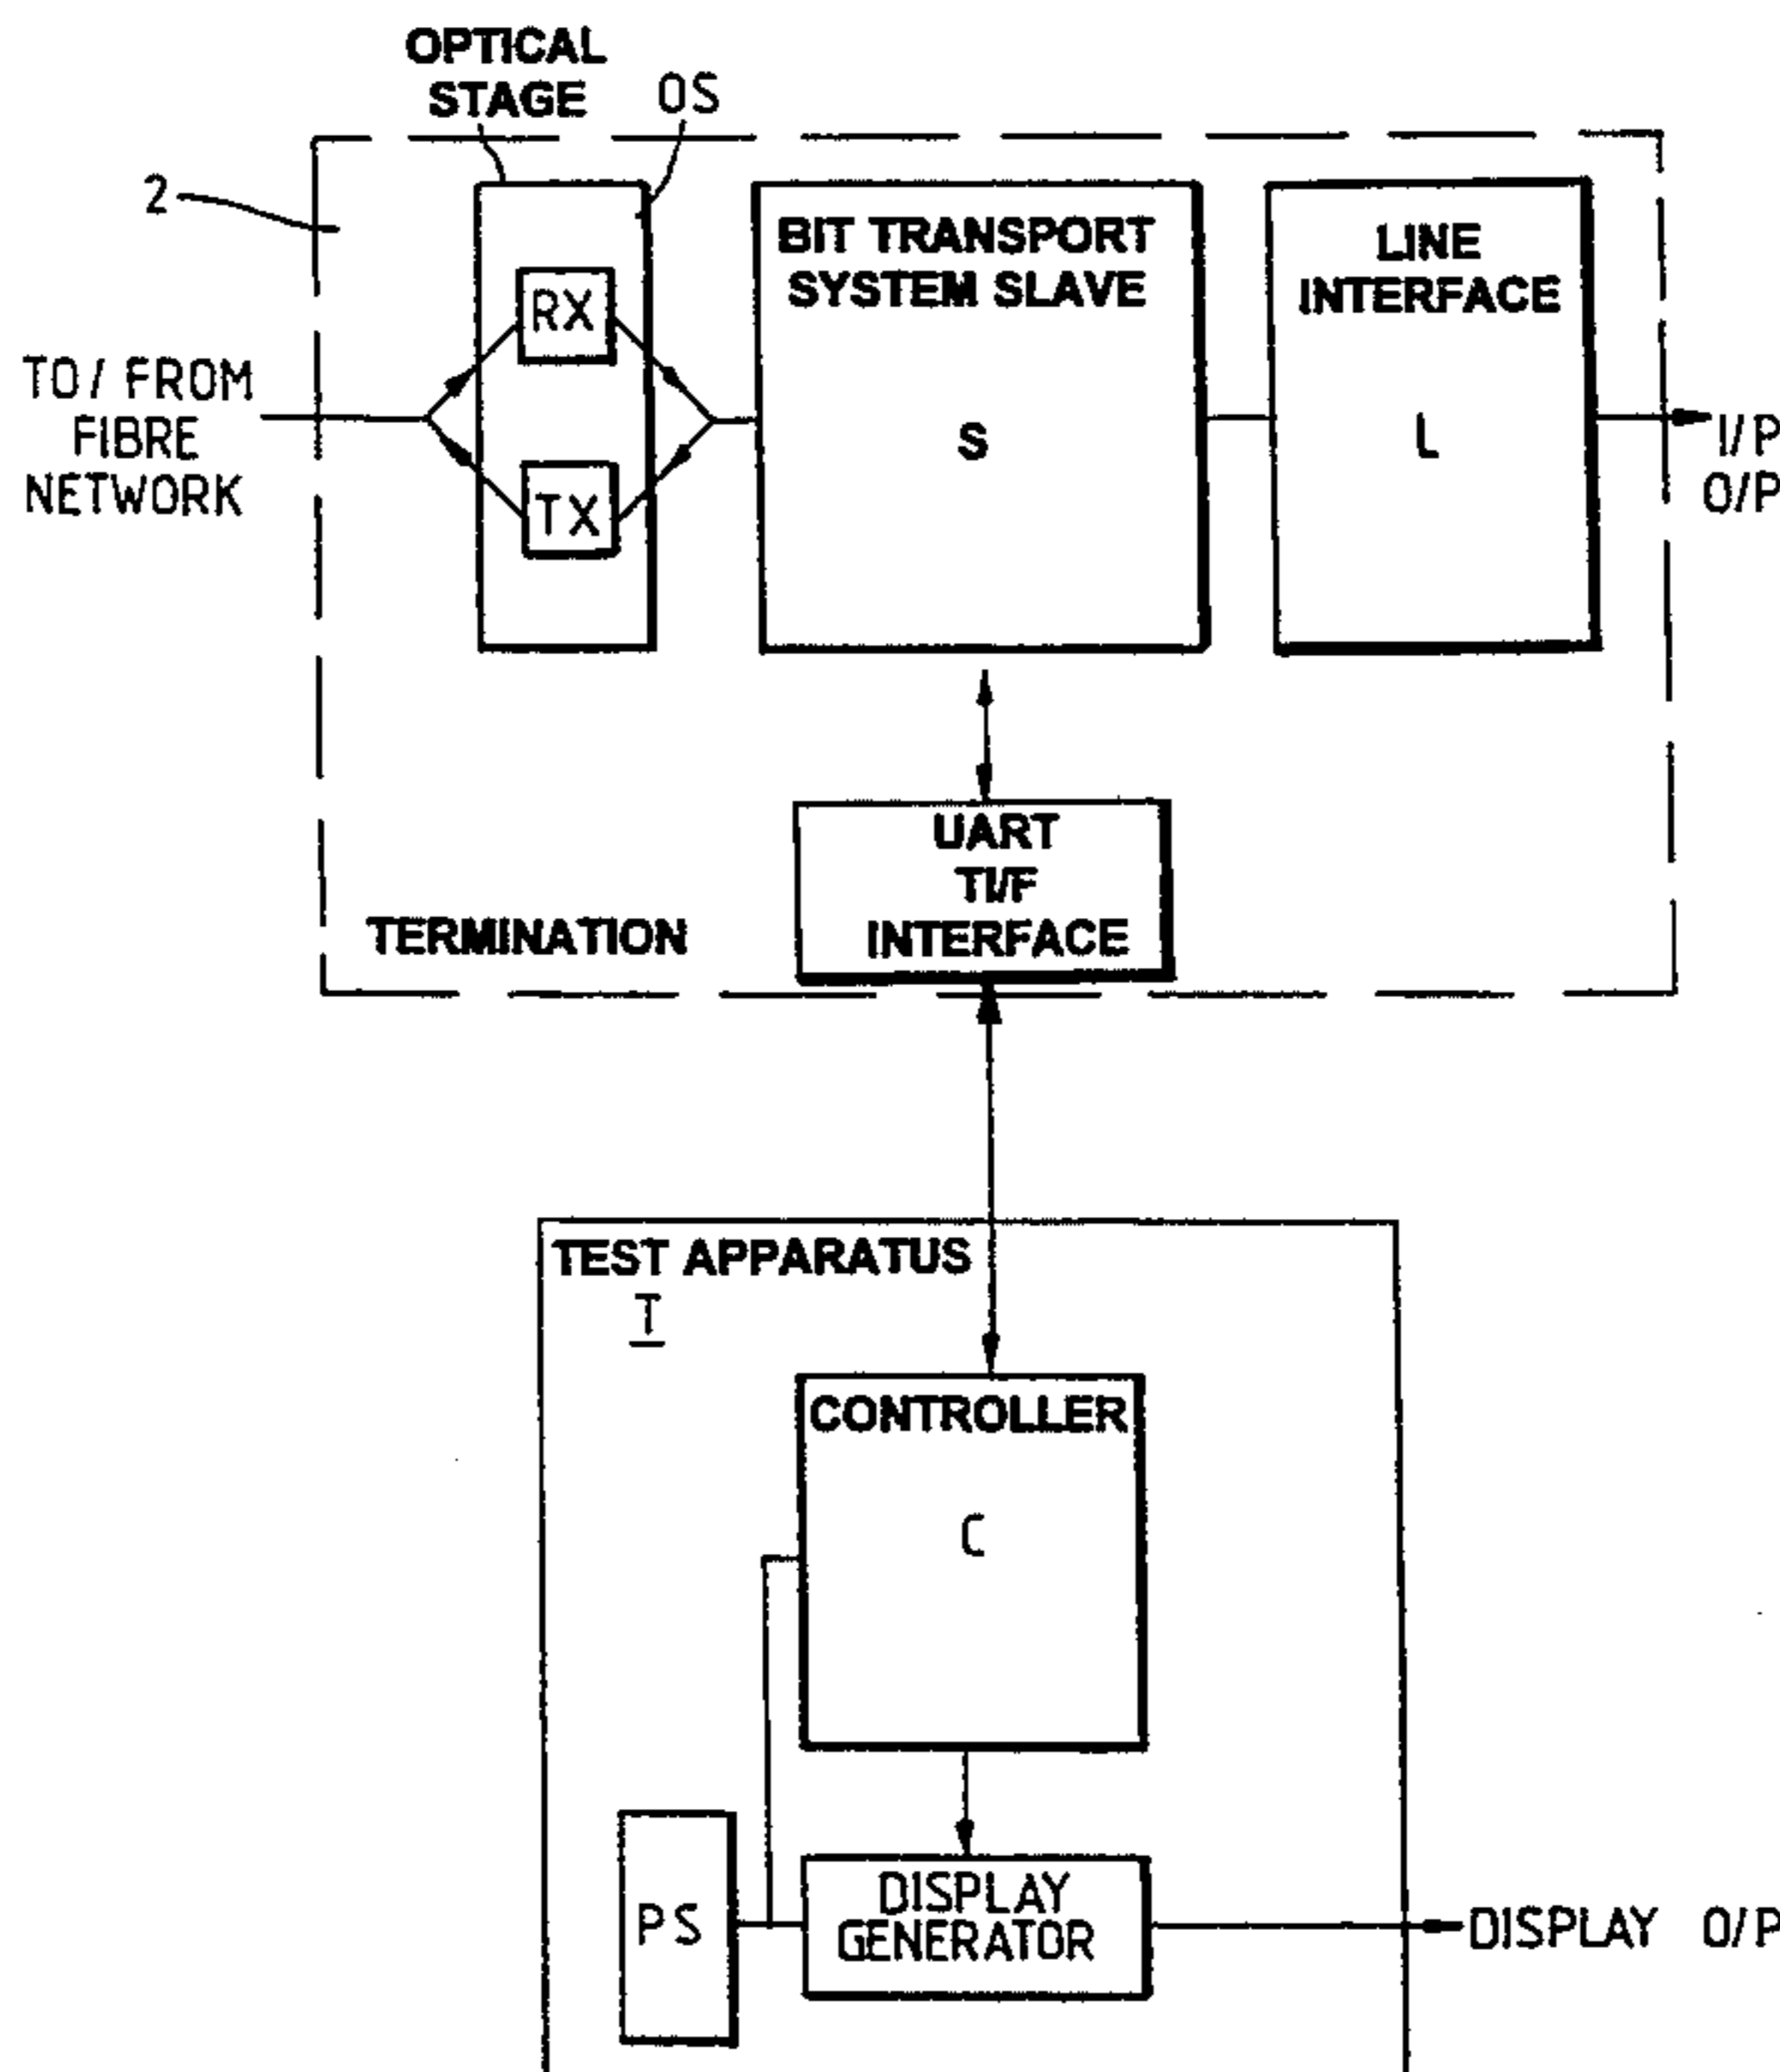 OPTICAL
STAGE
OS
2
BIT TRANSPORT
SYSTEM SLAVE
S
LINE
INTERFACE
L
RX
TX
TO/ FROM
FIBRE
NETWORK
I/P
O/P
UART
TI/F
INTERFACE
TERMINATION
TEST APPARATUS
T
CONTROLLER
C
PS
DISPLAY
GENERATOR
DISPLAY O/P